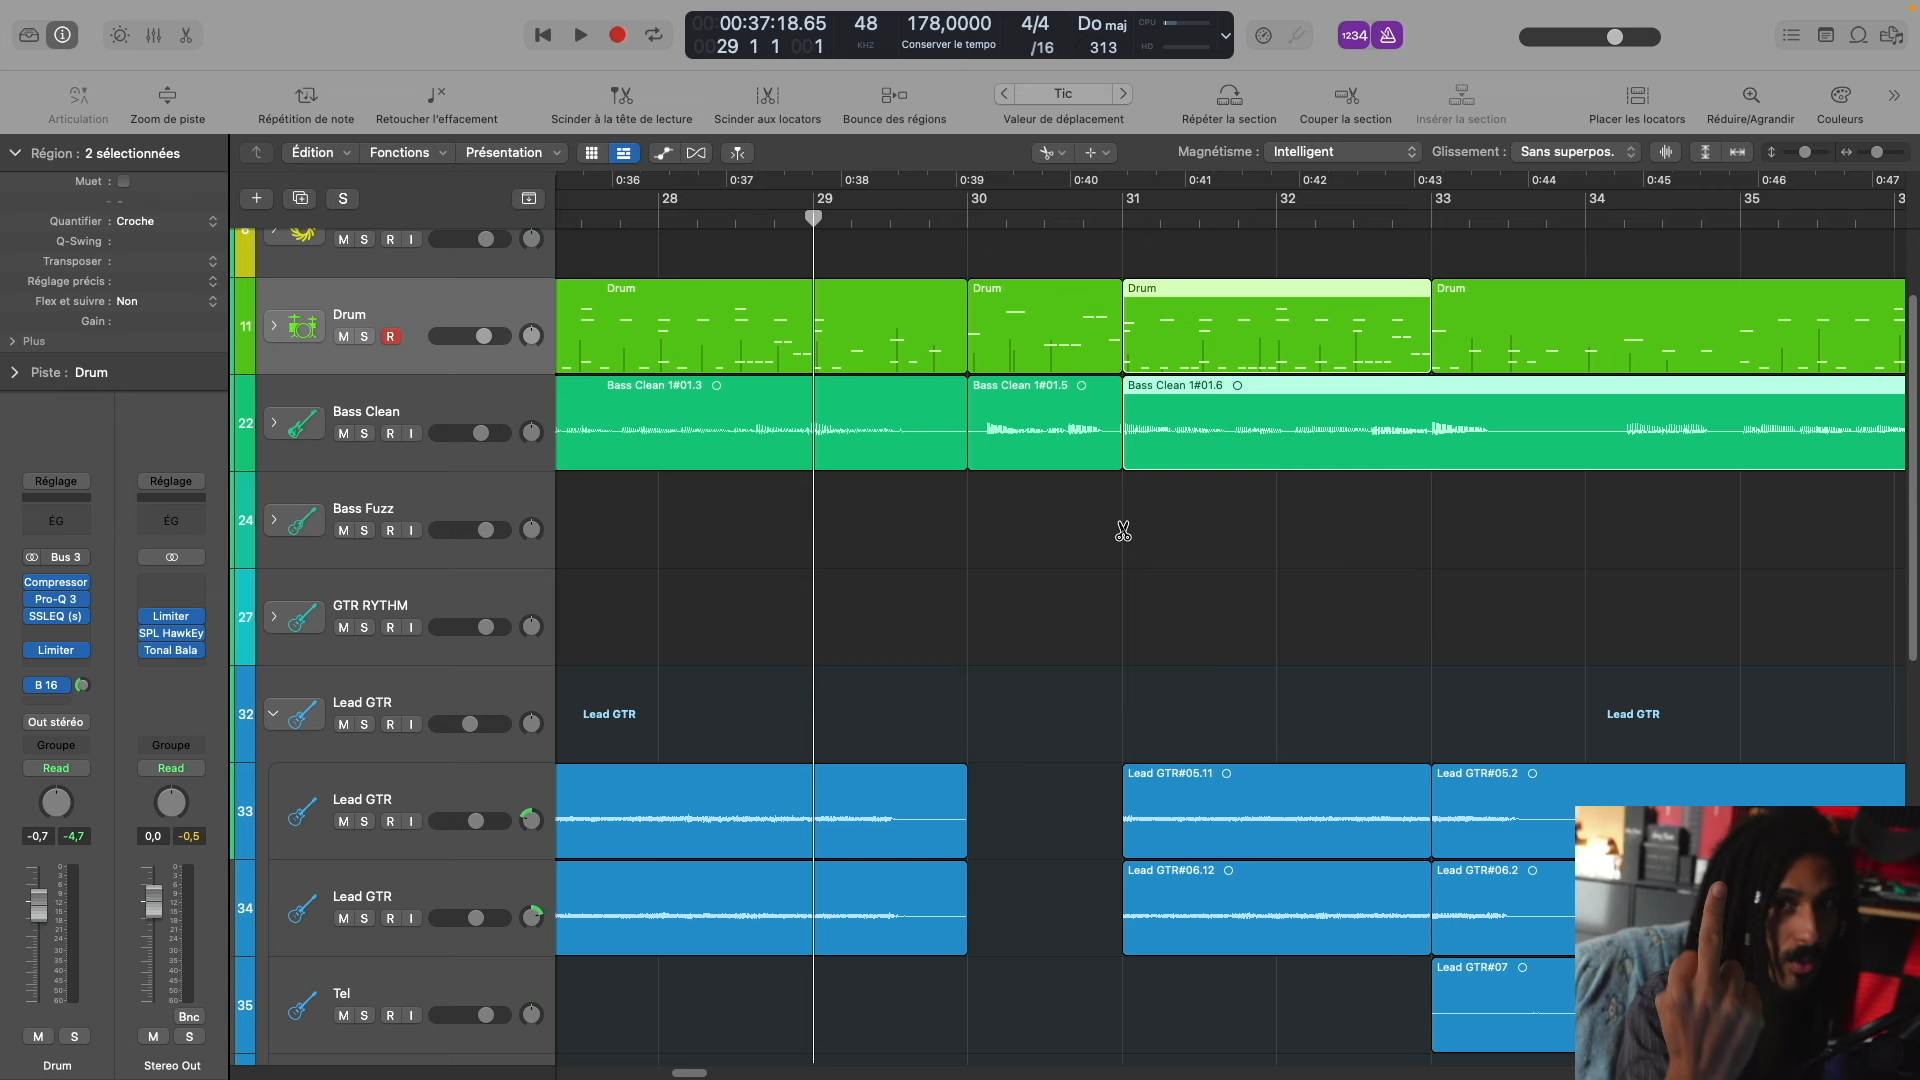 00:37:18.65
29 1 1 001
48
KHZ
178,0000
Conserver le tempo
4/4
/16
Do maj
313
CPU
HD
1234
Articulation
Zoom de piste
Répétition de note
Retoucher l'effacement
Scinder à la tête de lecture
Scinder aux locators
Bounce des régions
Tic
Valeur de déplacement
Répéter la section
Couper la section
Insérer la section
Placer les locators
Réduire/Agrandir
Couleurs
Région : 2 sélectionnées
Édition
Fonctions
Présentation
Magnétisme : Intelligent
Glissement : Sans superpos.
Muet :
- -
Quantifier : Croche
Q-Swing :
Transposer :
Réglage précis :
Flex et suivre : Non
Gain :
Plus
Piste : Drum
S
0:36 0:37 0:38 0:39 0:40 0:41 0:42 0:43 0:44 0:45 0:46 0:47
28 29 30 31 32 33 34 35
M S R I
11
Drum
M S R
Drum Drum Drum Drum
22
Bass Clean
M S R I
Bass Clean 1#01.3
Bass Clean 1#01.5
Bass Clean 1#01.6
24
Bass Fuzz
M S R I
27
GTR RYTHM
M S R I
32
Lead GTR
M S R I
Lead GTR
Lead GTR
33
Lead GTR
M S R I
Lead GTR#05.11
Lead GTR#05.2
34
Lead GTR
M S R I
Lead GTR#06.12
Lead GTR#06.2
35
Tel
M S R I
Lead GTR#07
Réglage Réglage
ÉG ÉG
Bus 3
Compressor
Pro-Q 3
SSLEQ (s)
Limiter
Limiter
SPL HawkEy
Tonal Bala
B 16
Out stéréo
Groupe Groupe
Read Read
-0,7 -4,7 0,0 -0,5
Bnc
M S M S
Drum Stereo Out